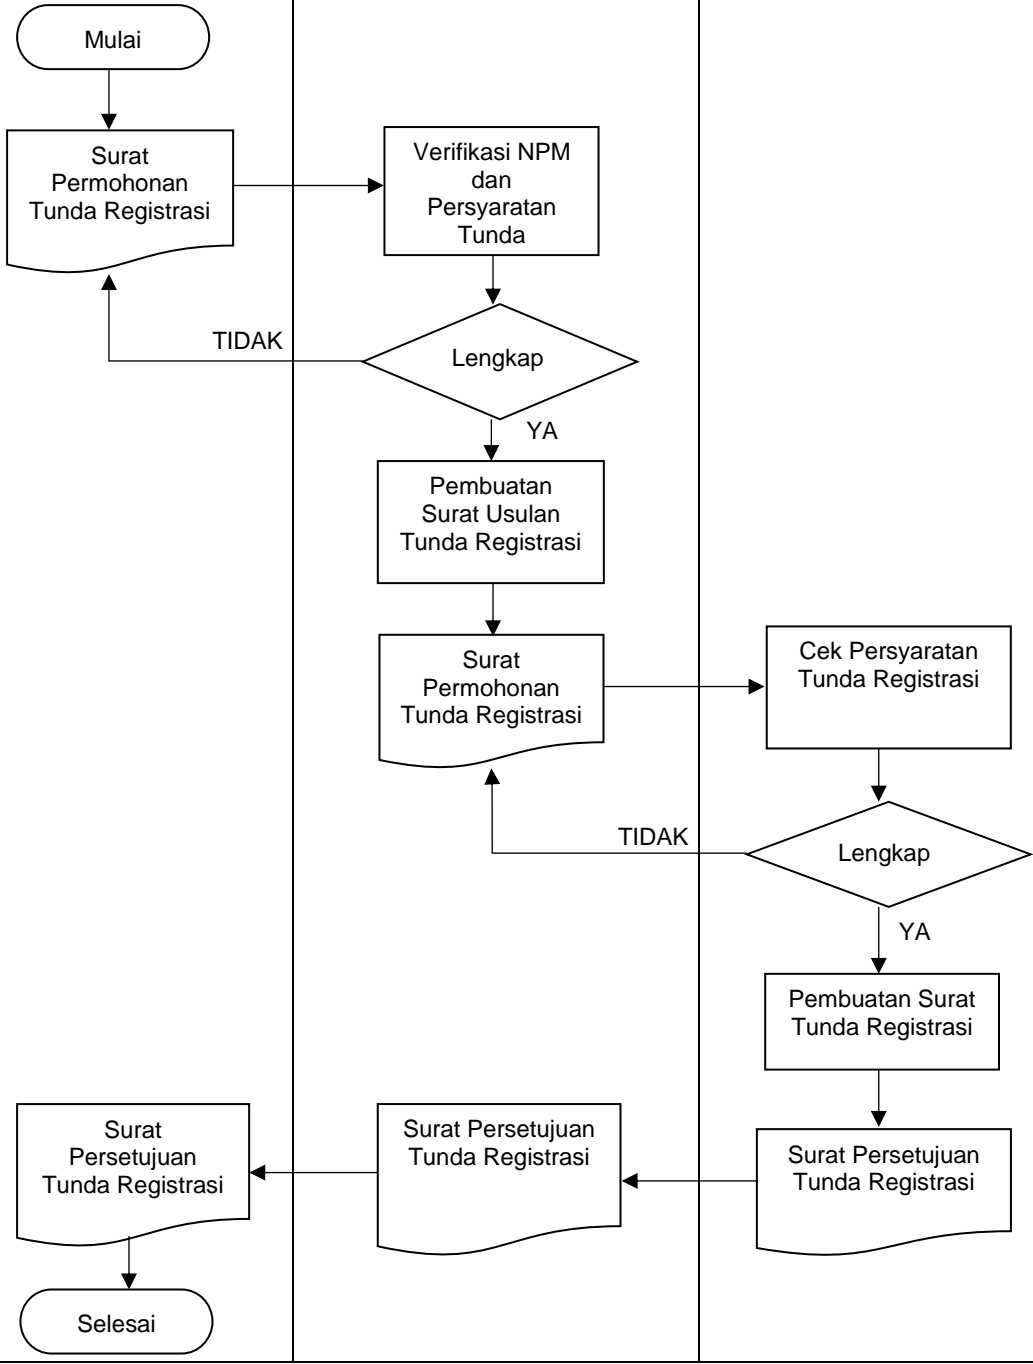 Mulai
Surat
Permohonan
Tunda Registrasi
Verifikasi NPM
dan
Persyaratan
Tunda
TIDAK
Lengkap
YA
Pembuatan
Surat Usulan
Tunda Registrasi
Surat
Permohonan
Tunda Registrasi
Cek Persyaratan
Tunda Registrasi
TIDAK
Lengkap
YA
Pembuatan Surat
Tunda Registrasi
Surat Persetujuan
Tunda Registrasi
Surat Persetujuan
Tunda Registrasi
Surat
Persetujuan
Tunda Registrasi
Selesai